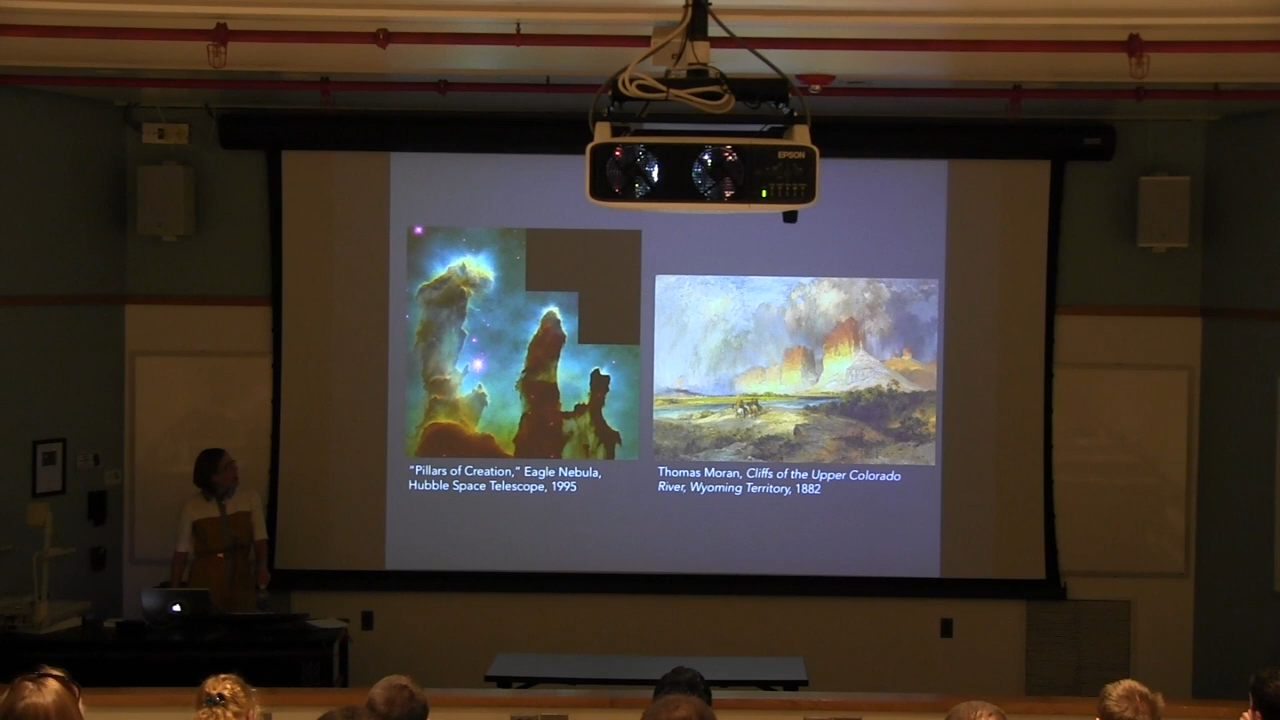 EPSON
"Pillars of Creation," Eagle Nebula,
Hubble Space Telescope, 1995
Thomas Moran, Cliffs of the Upper Colorado
River, Wyoming Territory, 1882